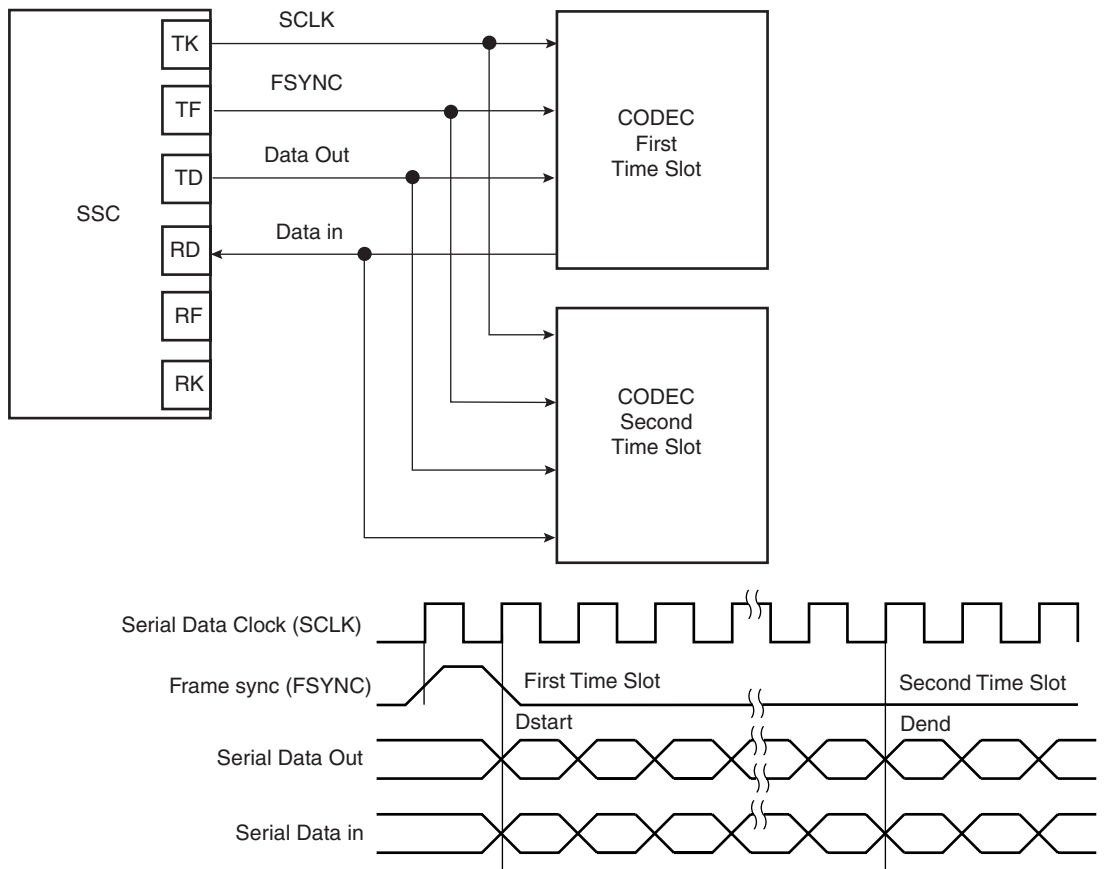 SSC
TK
TF
TD
RD
RF
RK
SCLK
FSYNC
Data Out
Data in
CODEC
First
Time Slot
CODEC
Second
Time Slot
Serial Data Clock (SCLK)
Frame sync (FSYNC)
First Time Slot
Second Time Slot
Dstart
Dend
Serial Data Out
Serial Data in